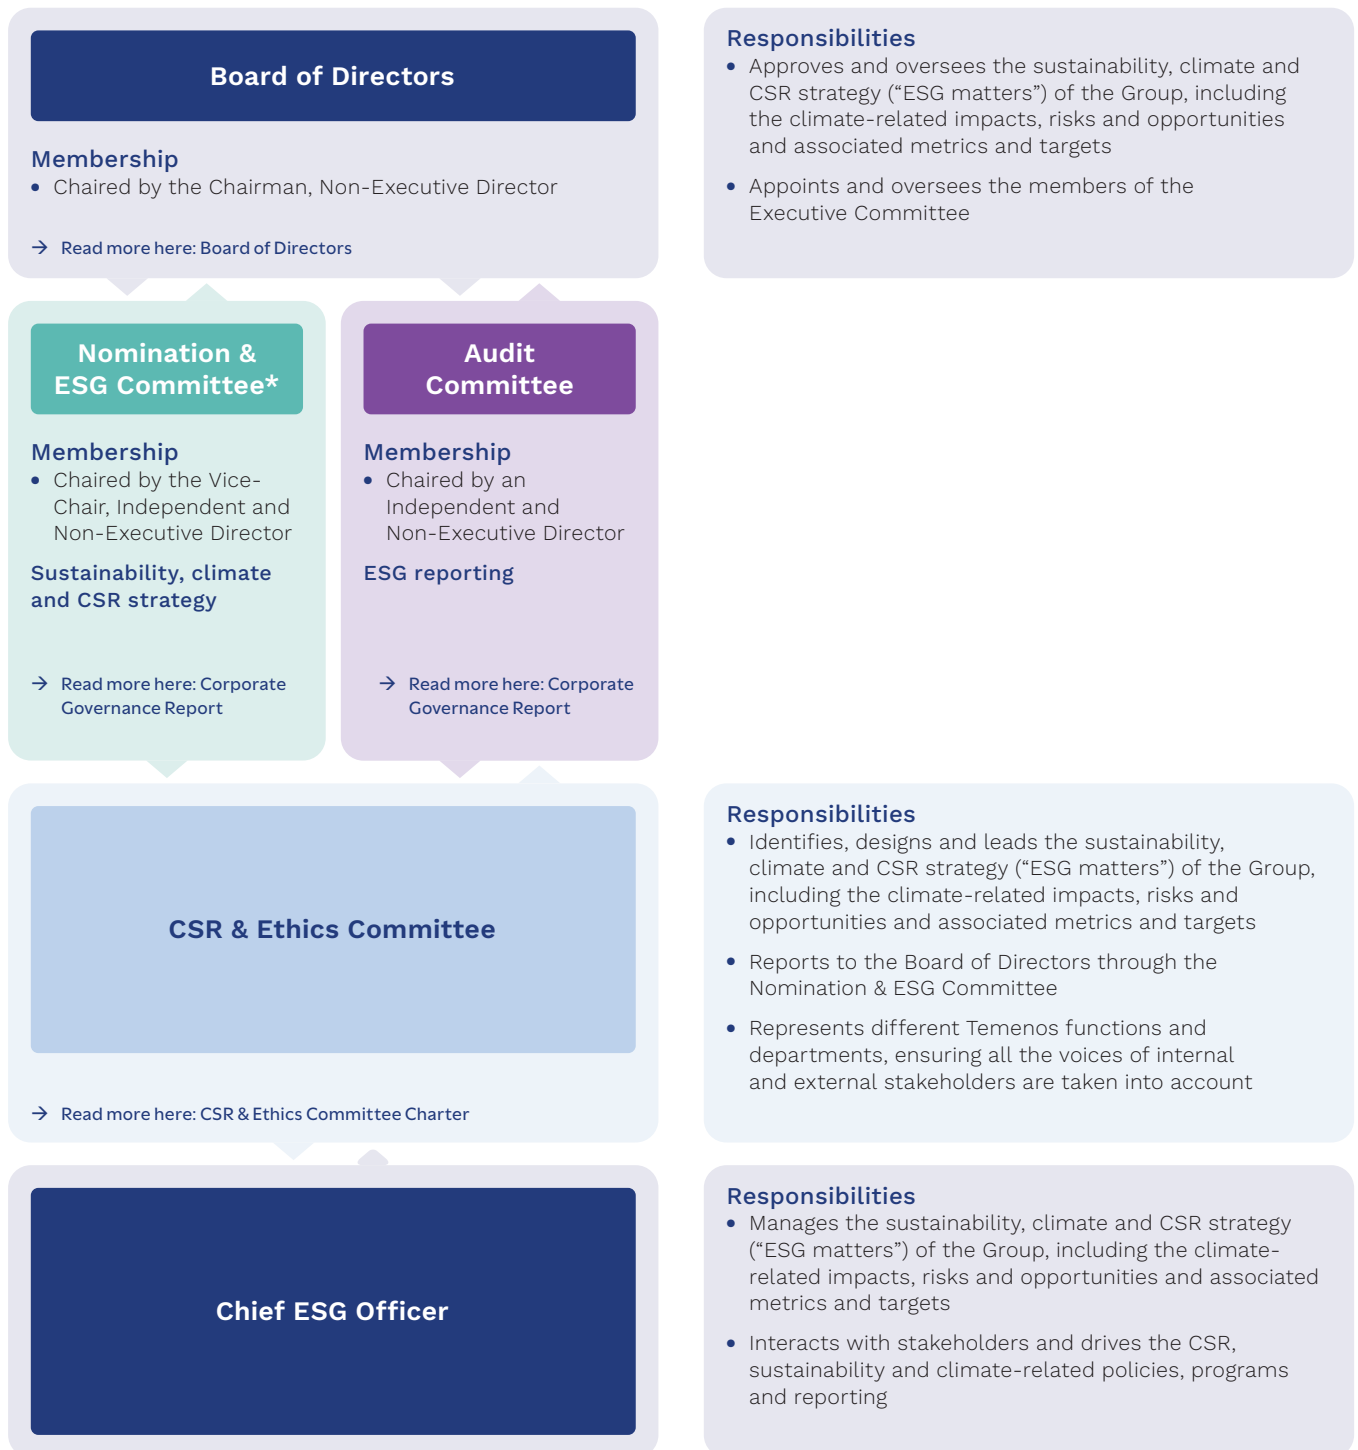 Board of Directors
Membership
• Chaired by the Chairman, Non-Executive Director
→ Read more here: Board of Directors
Responsibilities
• Approves and oversees the sustainability, climate and
CSR strategy (“ESG matters”) of the Group, including
the climate-related impacts, risks and opportunities
and associated metrics and targets
• Appoints and oversees the members of the
Executive Committee
Nomination &
ESG Committee*
Membership
• Chaired by the Vice-
Chair, Independent and
Non-Executive Director
Sustainability, climate
and CSR strategy
→ Read more here: Corporate
Governance Report
Audit
Committee
Membership
• Chaired by an
Independent and
Non-Executive Director
ESG reporting
→ Read more here: Corporate
Governance Report
CSR & Ethics Committee
→ Read more here: CSR & Ethics Committee Charter
Responsibilities
• Identifies, designs and leads the sustainability,
climate and CSR strategy (“ESG matters”) of the Group,
including the climate-related impacts, risks and
opportunities and associated metrics and targets
• Reports to the Board of Directors through the
Nomination & ESG Committee
• Represents different Temenos functions and
departments, ensuring all the voices of internal
and external stakeholders are taken into account
Chief ESG Officer
Responsibilities
• Manages the sustainability, climate and CSR strategy
(“ESG matters”) of the Group, including the climate-
related impacts, risks and opportunities and associated
metrics and targets
• Interacts with stakeholders and drives the CSR,
sustainability and climate-related policies, programs
and reporting